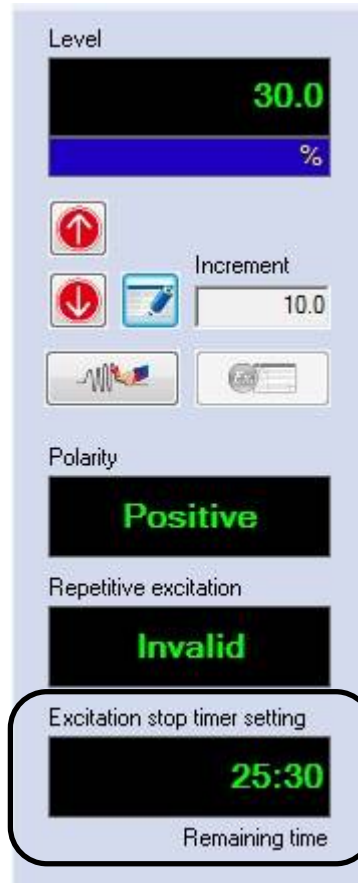 Level
30.0
%
Increment
10.0
Polarity
Positive
Repetitive excitation
Invalid
Excitation stop timer setting
25:30
Remaining time